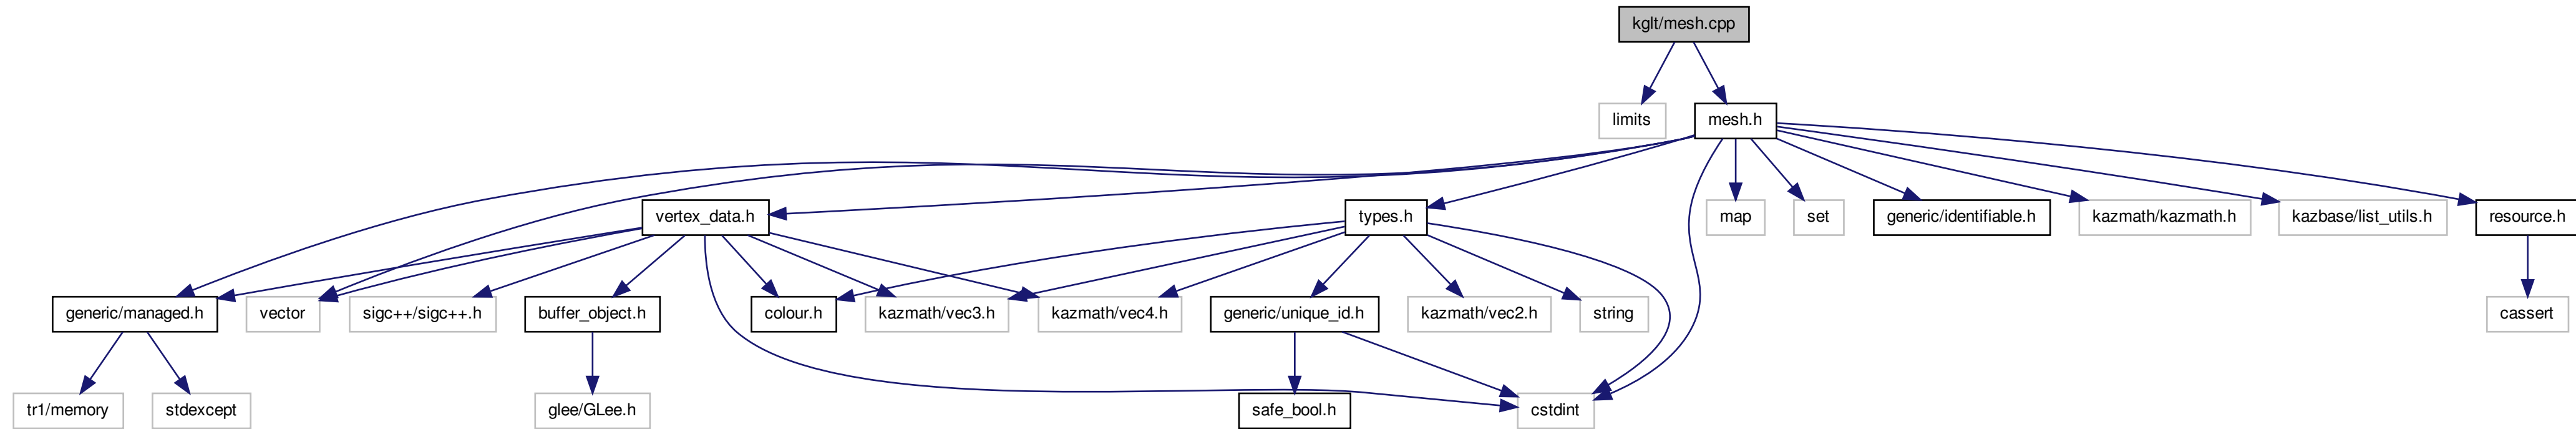 kglt/mesh.cpp
limits
mesh.h
vertex_data.h
types.h
map
set
generic/identifiable.h
kazmath/kazmath.h
kazbase/list_utils.h
resource.h
generic/managed.h
vector
sigc++/sigc++.h
buffer_object.h
colour.h
kazmath/vec3.h
kazmath/vec4.h
generic/unique_id.h
kazmath/vec2.h
string
cassert
tr1/memory
stdexcept
glee/GLee.h
safe_bool.h
cstdint